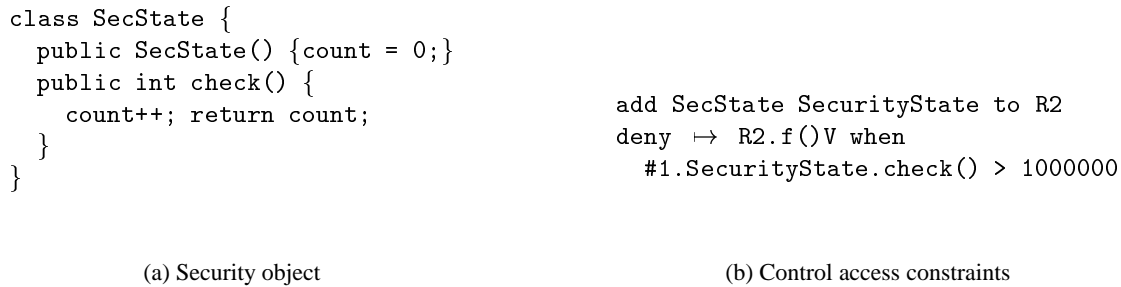 class SecState {
public SecState() {count = 0;}
public int check() {
count++; return count;
}
}
(a) Security object
add SecState SecurityState to R2
deny ↦ R2.f()V when
#1.SecurityState.check() > 1000000
(b) Control access constraints